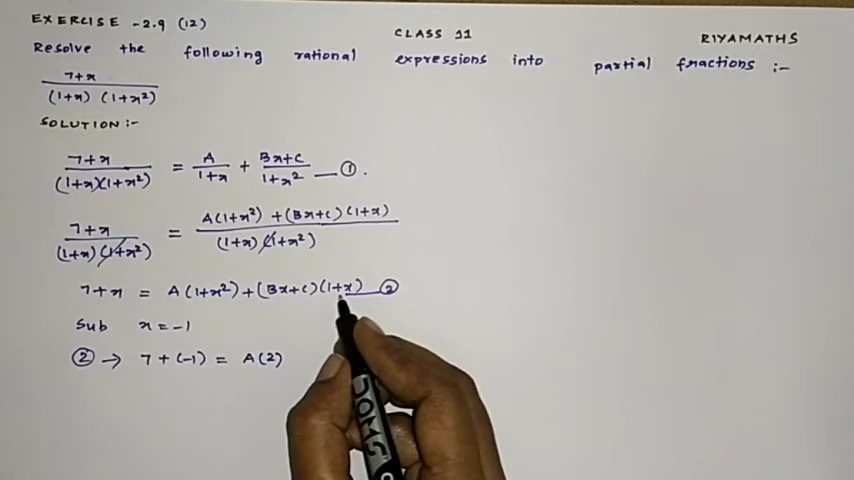 EXERCISE - 2.9 (12) CLASS 11 RIYAMATHS
Resolve the following rational expressions into partial fractions :-
7+x / (1+x) (1+x²)
SOLUTION :-
7+x / (1+x)(1+x²) = A / 1+x + Bx+C / 1+x² — ① .
7+x / (1+x) (1+x²) = A(1+x²) + (Bx+C) (1+x) / (1+x) (1+x²)
7+x = A(1+x²) + (Bx+C) (1+x) — ②
Sub x = -1
② → 7 + (-1) = A(2)
DOMS